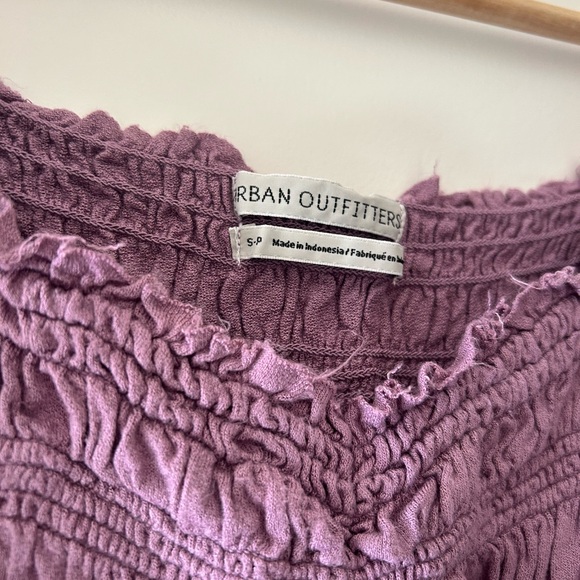 RBAN OUTFITTERS
S·P Made in Indonesia / Fabriqué en